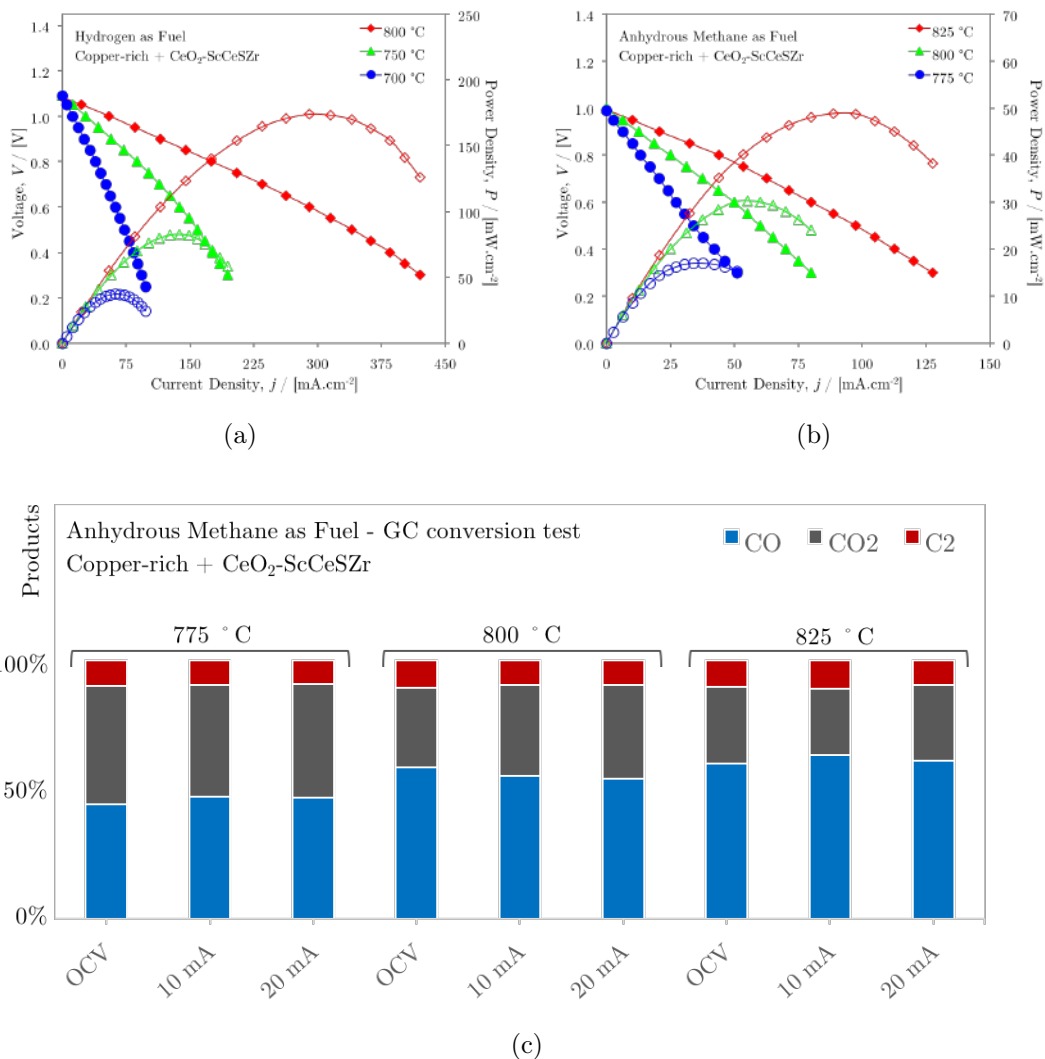 Hydrogen as Fuel
Copper-rich + CeO₂-ScCeSZr
800 °C
750 °C
700 °C
1.4
1.2
1.0
0.8
0.6
0.4
0.2
0.0
Voltage, V / [V]
250
200
150
100
50
0
Power Density, P / [mW.cm⁻²]
0 75 150 225 300 375 450
Current Density, j / [mA.cm⁻²]
(a)
Anhydrous Methane as Fuel
Copper-rich + CeO₂-ScCeSZr
825 °C
800 °C
775 °C
1.4
1.2
1.0
0.8
0.6
0.4
0.2
0.0
Voltage, V / [V]
70
60
50
40
30
20
10
0
Power Density, P / [mW.cm⁻²]
0 25 50 75 100 125 150
Current Density, j / [mA.cm⁻²]
(b)
Products
Anhydrous Methane as Fuel - GC conversion test
Copper-rich + CeO₂-ScCeSZr
CO CO2 C2
775 °C 800 °C 825 °C
100%
50%
0%
OCV 10 mA 20 mA OCV 10 mA 20 mA OCV 10 mA 20 mA
(c)